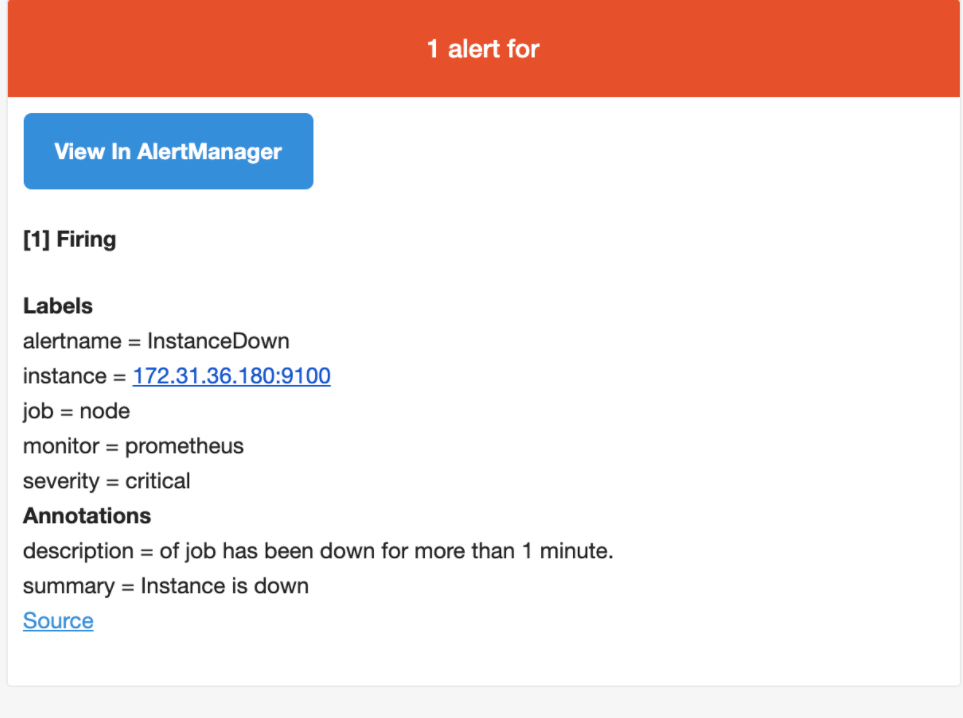 1 alert for
View In AlertManager
[1] Firing
Labels
alertname = InstanceDown
instance = 172.31.36.180:9100
job = node
monitor = prometheus
severity = critical
Annotations
description = of job has been down for more than 1 minute.
summary = Instance is down
Source